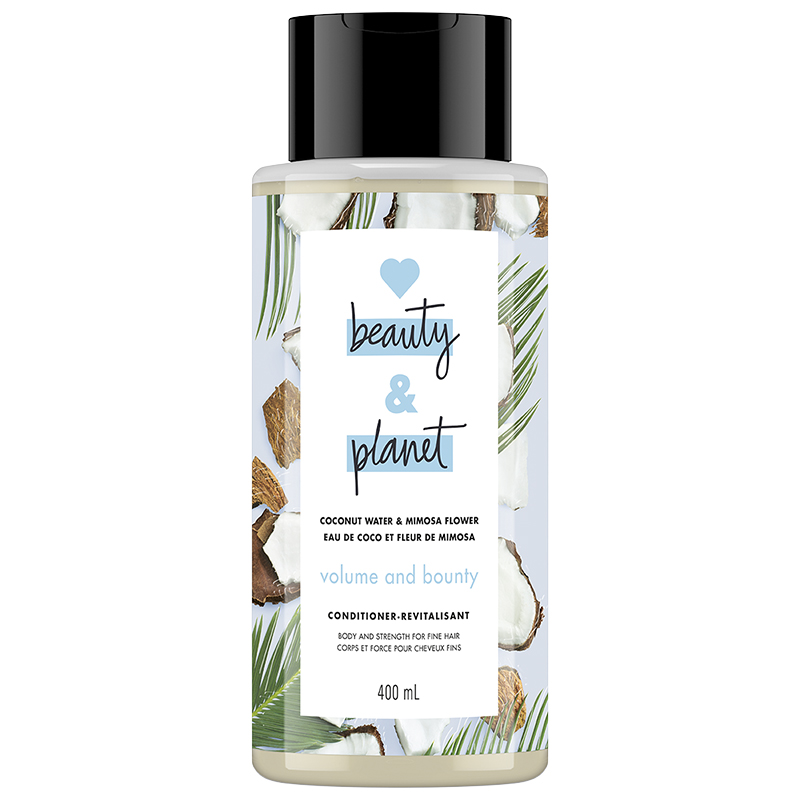 beauty
&
planet
COCONUT WATER & MIMOSA FLOWER
EAU DE COCO ET FLEUR DE MIMOSA
volume and bounty
CONDITIONER-REVITALISANT
BODY AND STRENGTH FOR FINE HAIR
CORPS ET FORCE POUR CHEVEUX FINS
400 mL